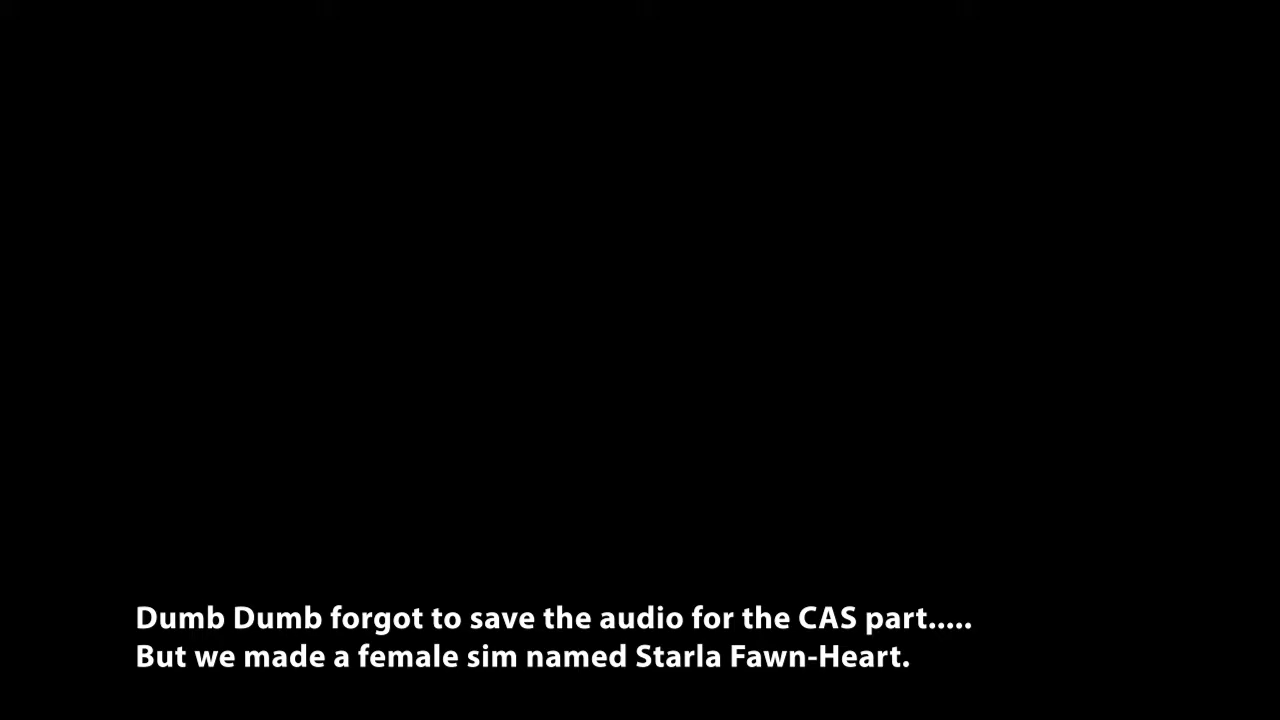 Dumb Dumb forgot to save the audio for the CAS part.....
But we made a female sim named Starla Fawn-Heart.